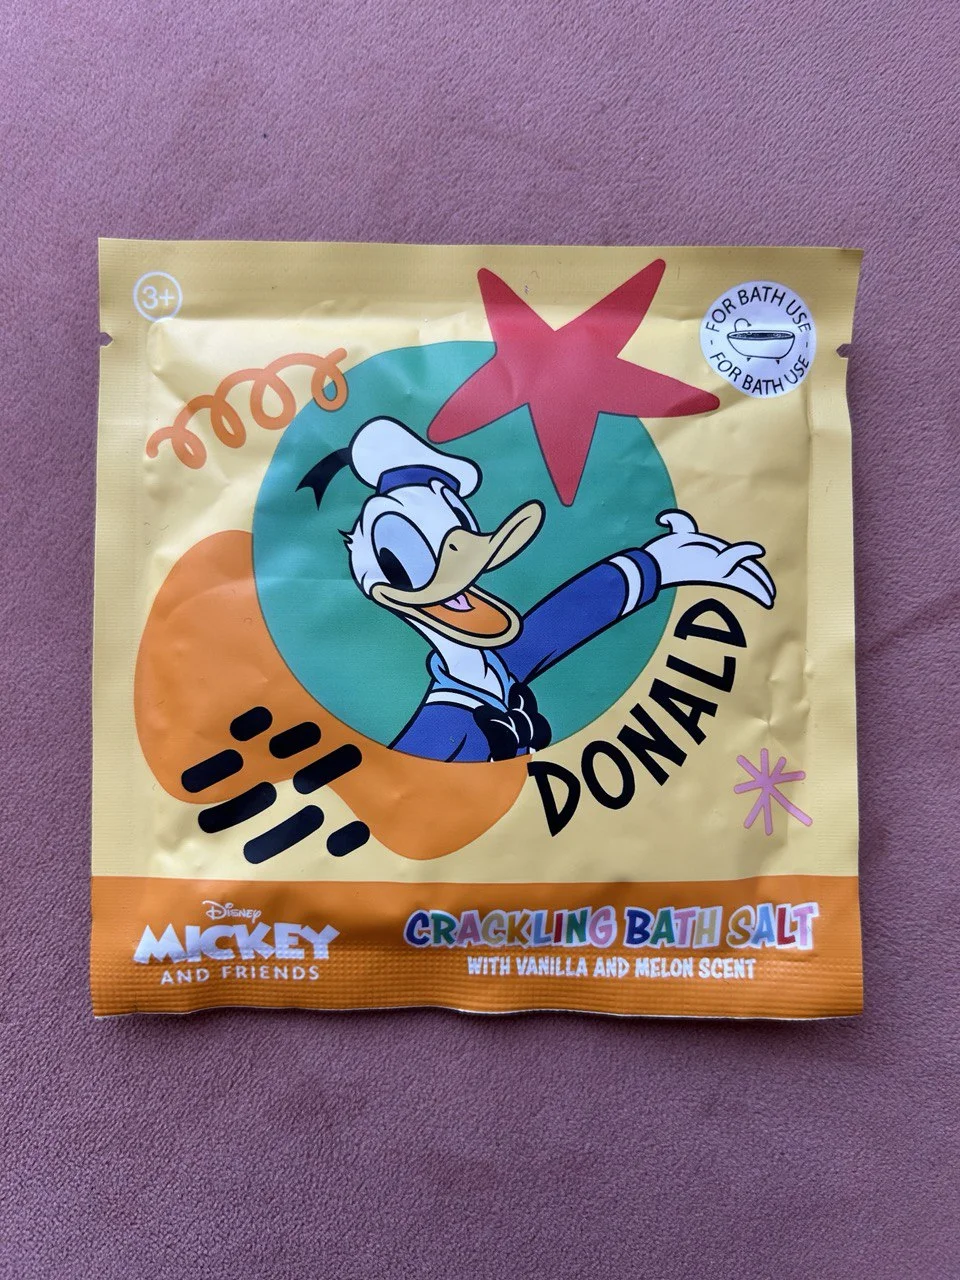 3+
FOR BATH USE
- FOR BATH USE -
DONALD
Disney
MICKEY
AND FRIENDS
CRACKLING BATH SALT
WITH VANILLA AND MELON SCENT